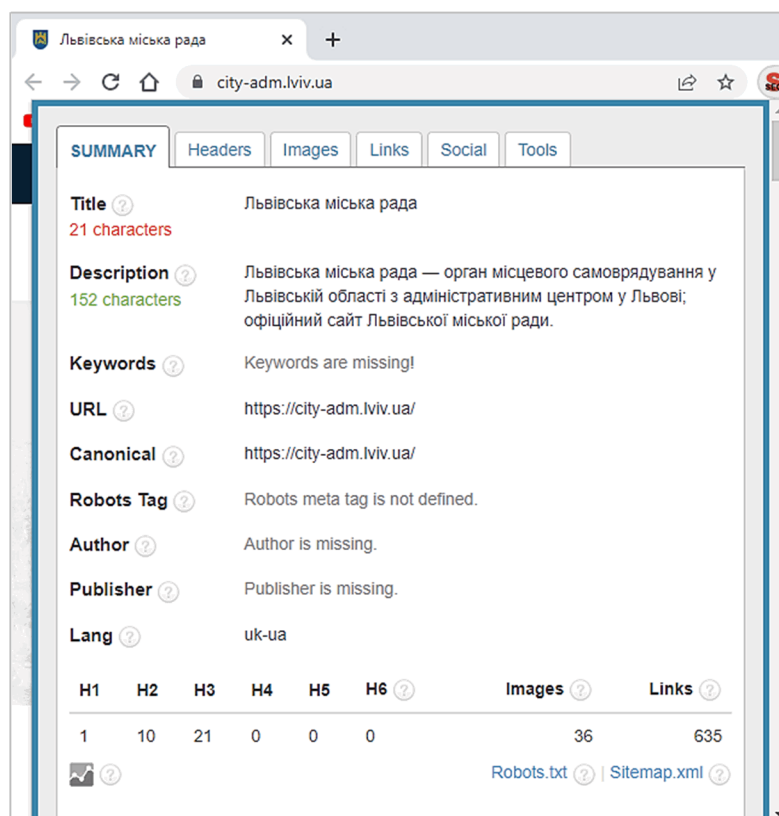 Львівська міська рада
city-adm.lviv.ua
SUMMARY Headers Images Links Social Tools
Title ? Львівська міська рада
21 characters
Description ? Львівська міська рада — орган місцевого самоврядування у
152 characters Львівській області з адміністративним центром у Львові;
офіційний сайт Львівської міської ради.
Keywords ? Keywords are missing!
URL ? https://city-adm.lviv.ua/
Canonical ? https://city-adm.lviv.ua/
Robots Tag ? Robots meta tag is not defined.
Author ? Author is missing.
Publisher ? Publisher is missing.
Lang ? uk-ua
H1 H2 H3 H4 H5 H6 ? Images ? Links ?
1 10 21 0 0 0 36 635
? Robots.txt ? | Sitemap.xml ?